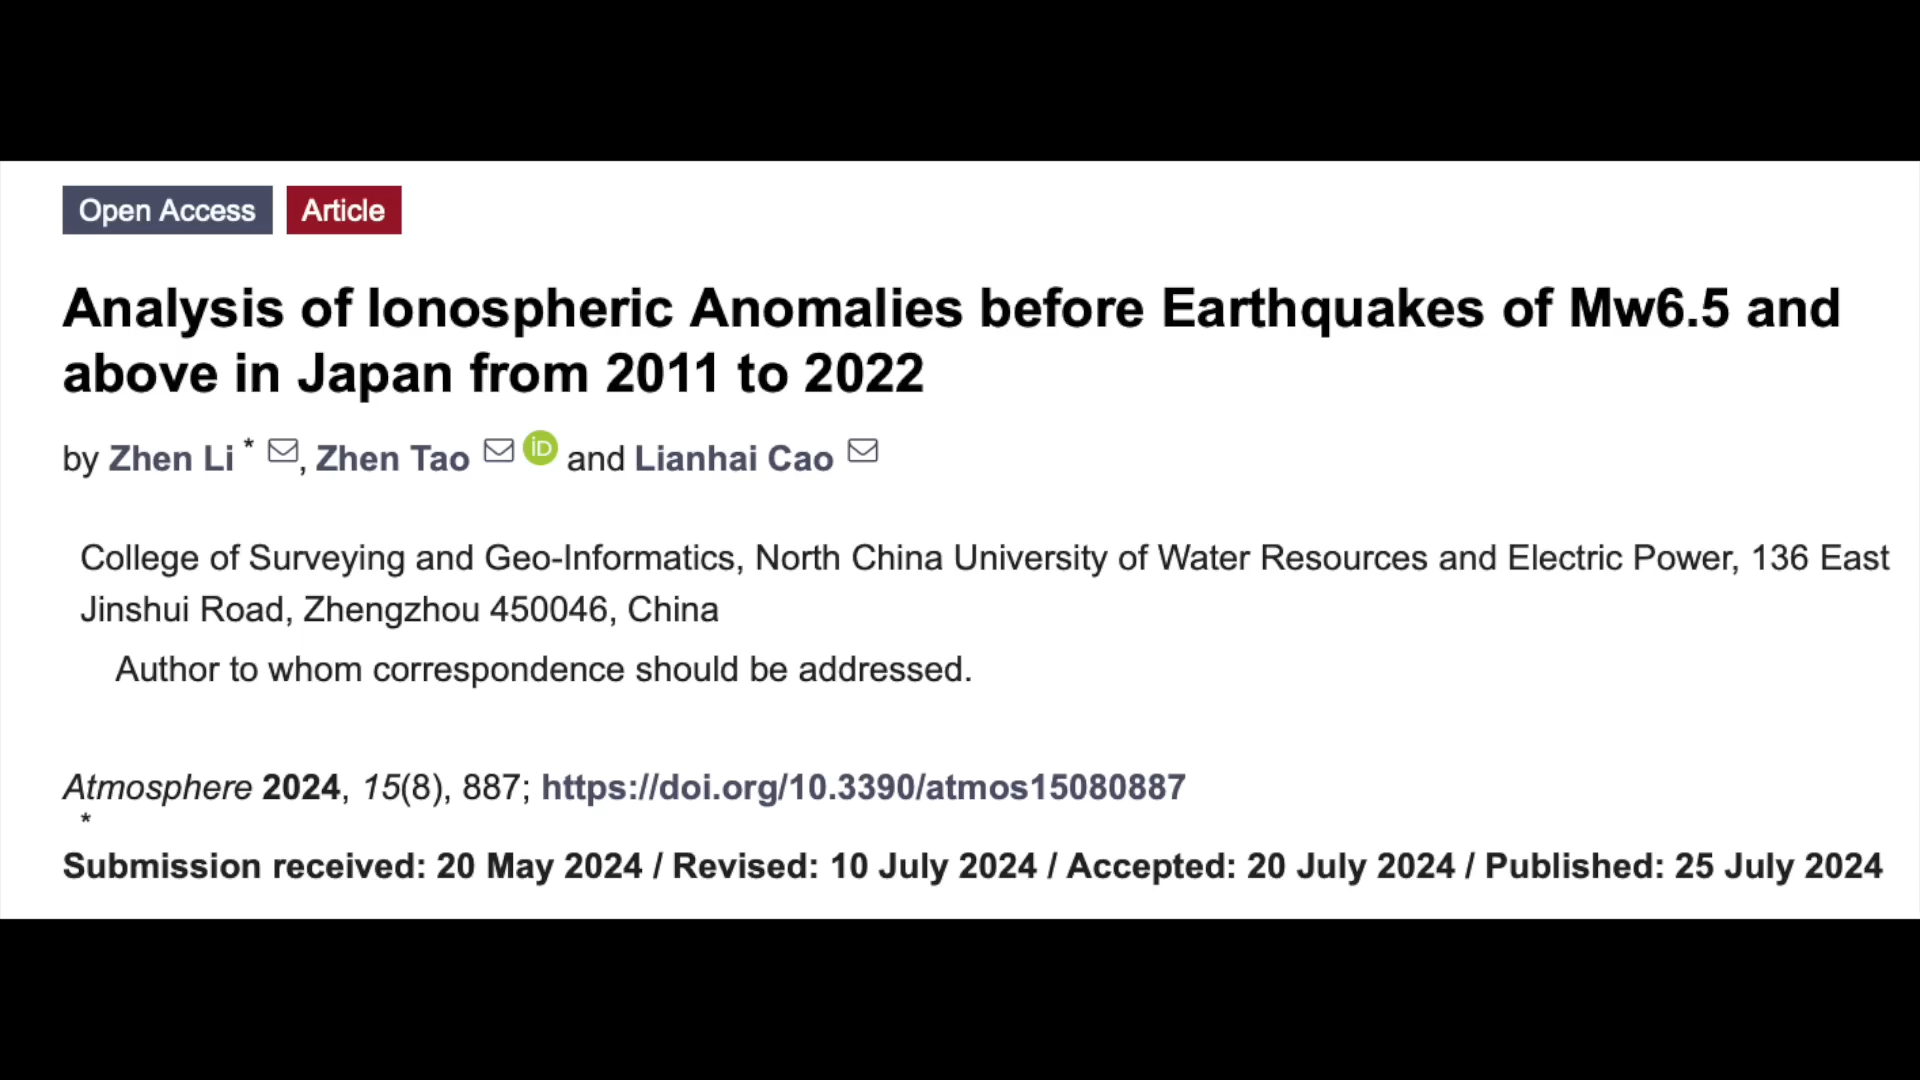 Open Access Article
Analysis of Ionospheric Anomalies before Earthquakes of Mw6.5 and
above in Japan from 2011 to 2022
by Zhen Li *, Zhen Tao iD and Lianhai Cao
College of Surveying and Geo-Informatics, North China University of Water Resources and Electric Power, 136 East
Jinshui Road, Zhengzhou 450046, China
Author to whom correspondence should be addressed.
Atmosphere 2024, 15(8), 887; https://doi.org/10.3390/atmos15080887
*
Submission received: 20 May 2024 / Revised: 10 July 2024 / Accepted: 20 July 2024 / Published: 25 July 2024